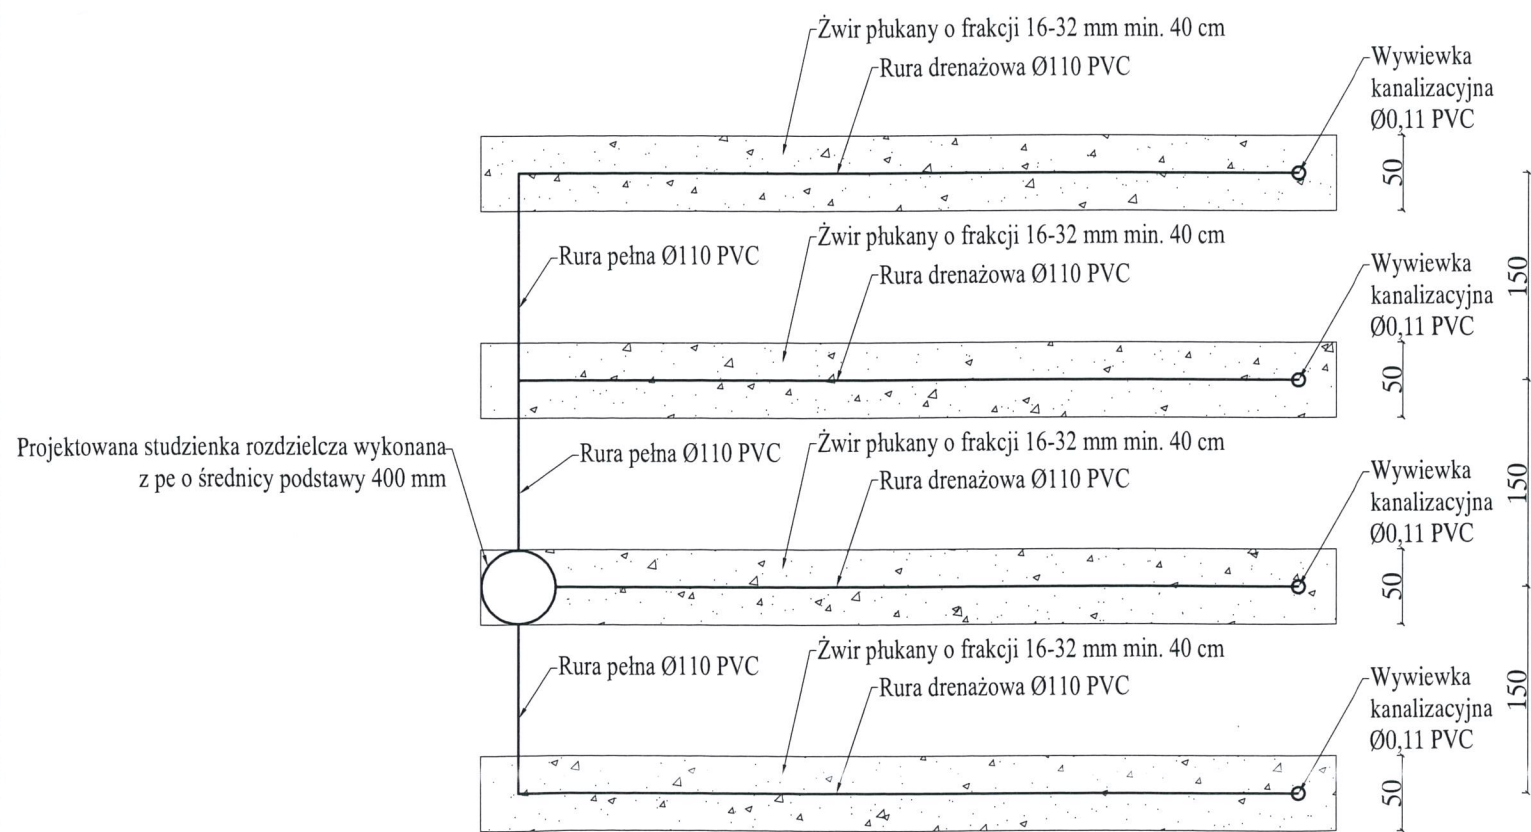 Żwir płukany o frakcji 16-32 mm min. 40 cm
Rura drenażowa Ø110 PVC
Wywiewka
kanalizacyjna
Ø0,11 PVC
50
Rura pełna Ø110 PVC
Żwir płukany o frakcji 16-32 mm min. 40 cm
Rura drenażowa Ø110 PVC
Wywiewka
kanalizacyjna
Ø0,11 PVC
150
50
Projektowana studzienka rozdzielcza wykonana
z pe o średnicy podstawy 400 mm
Rura pełna Ø110 PVC
Żwir płukany o frakcji 16-32 mm min. 40 cm
Rura drenażowa Ø110 PVC
Wywiewka
kanalizacyjna
Ø0,11 PVC
150
50
Rura pełna Ø110 PVC
Żwir płukany o frakcji 16-32 mm min. 40 cm
Rura drenażowa Ø110 PVC
Wywiewka
kanalizacyjna
Ø0,11 PVC
150
50